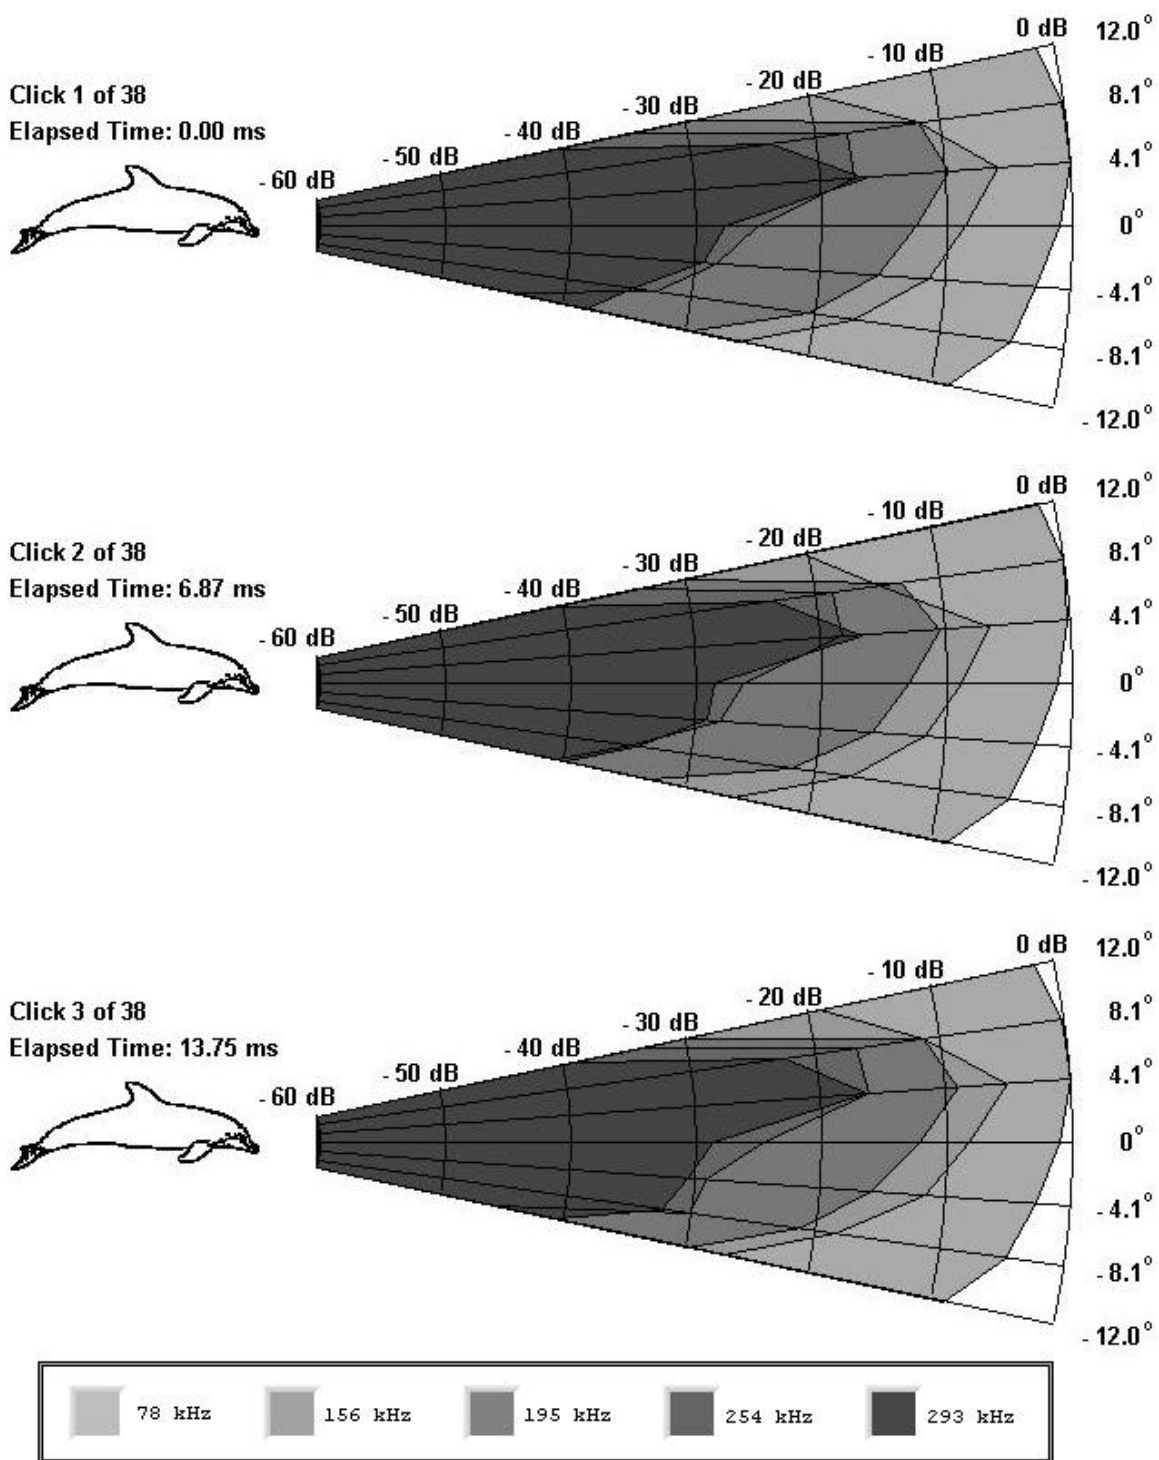 0 dB 12.0°
- 10 dB
Click 1 of 38
- 20 dB 8.1°
Elapsed Time: 0.00 ms
- 30 dB
- 40 dB 4.1°
- 50 dB
- 60 dB
0°
- 4.1°
- 8.1°
- 12.0°
0 dB 12.0°
- 10 dB
Click 2 of 38
- 20 dB 8.1°
Elapsed Time: 6.87 ms
- 30 dB
- 40 dB 4.1°
- 50 dB
- 60 dB
0°
- 4.1°
- 8.1°
- 12.0°
0 dB 12.0°
- 10 dB
Click 3 of 38
- 20 dB 8.1°
Elapsed Time: 13.75 ms
- 30 dB
- 40 dB 4.1°
- 50 dB
- 60 dB
0°
- 4.1°
- 8.1°
- 12.0°
78 kHz 156 kHz 195 kHz 254 kHz 293 kHz